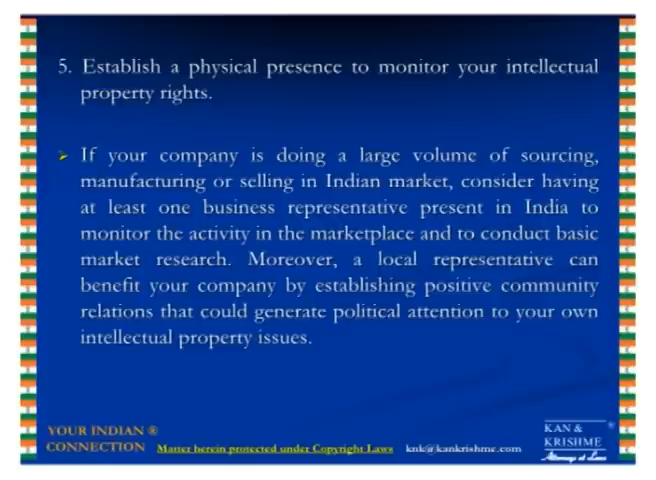 5. Establish a physical presence to monitor your intellectual
property rights.
If your company is doing a large volume of sourcing,
manufacturing or selling in Indian market, consider having
at least one business representative present in India to
monitor the activity in the marketplace and to conduct basic
market research. Moreover, a local representative can
benefit your company by establishing positive community
relations that could generate political attention to your own
intellectual property issues.
YOUR INDIAN ®
CONNECTION Matter herein protected under Copyright Laws knk@kankrishme.com
KAN & ®
KRISHME
Attorneys at Laws